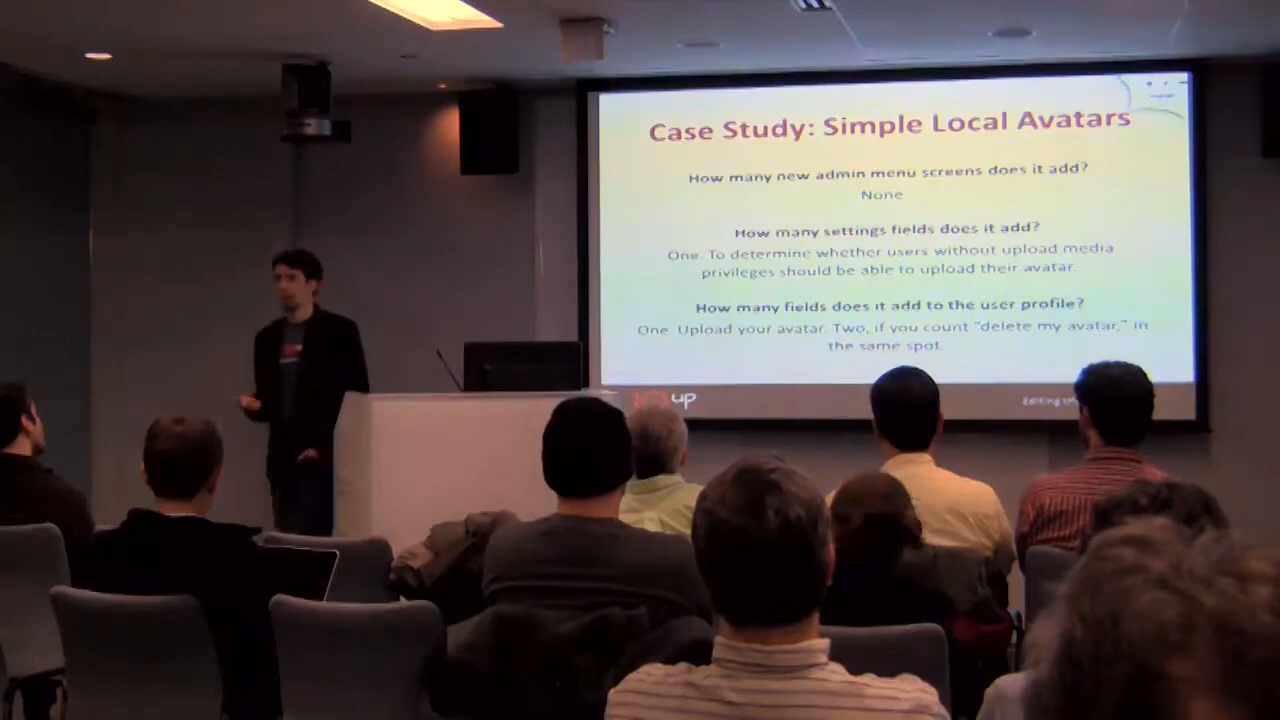 Case Study: Simple Local Avatars
How many new admin menu screens does it add?
None.
How many settings fields does it add?
One. To determine whether users without upload media
privileges should be able to upload their avatar.
How many fields does it add to the user profile?
One. Upload your avatar. Two, if you count "delete my avatar," in
the same spot.
up
Editing